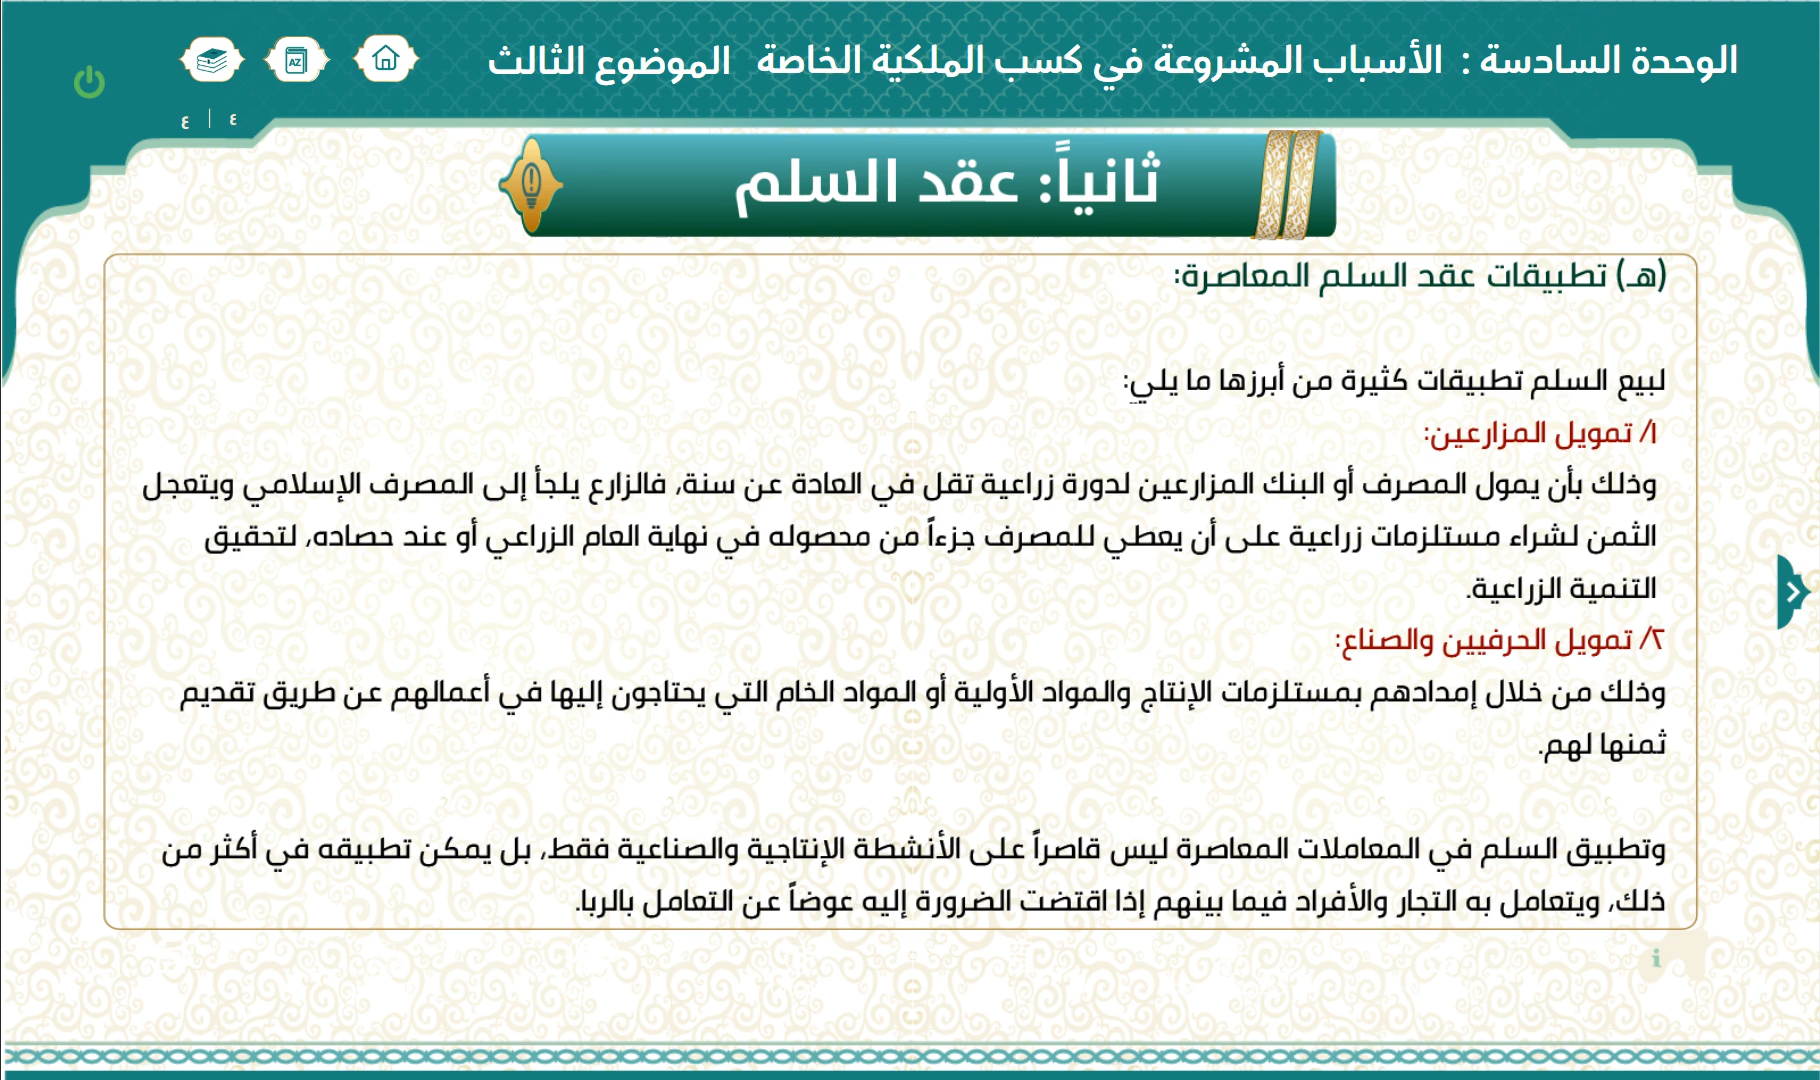 الوحدة السادسة : الأسباب المشروعة في كسب الملكية الخاصة الموضوع الثالث
AZ
٤ | ٤
ثانياً: عقد السلم
(هـ) تطبيقات عقد السلم المعاصرة:
لبيع السلم تطبيقات كثيرة من أبرزها ما يلي:
١/ تمويل المزارعين:
وذلك بأن يمول المصرف أو البنك المزارعين لدورة زراعية تقل في العادة عن سنة، فالزارع يلجأ إلى المصرف الإسلامي ويتعجل
الثمن لشراء مستلزمات زراعية على أن يعطي للمصرف جزءاً من محصوله في نهاية العام الزراعي أو عند حصاده، لتحقيق
التنمية الزراعية.
٢/ تمويل الحرفيين والصناع:
وذلك من خلال إمدادهم بمستلزمات الإنتاج والمواد الأولية أو المواد الخام التي يحتاجون إليها في أعمالهم عن طريق تقديم
ثمنها لهم.
وتطبيق السلم في المعاملات المعاصرة ليس قاصراً على الأنشطة الإنتاجية والصناعية فقط، بل يمكن تطبيقه في أكثر من
ذلك، ويتعامل به التجار والأفراد فيما بينهم إذا اقتضت الضرورة إليه عوضاً عن التعامل بالربا.
i